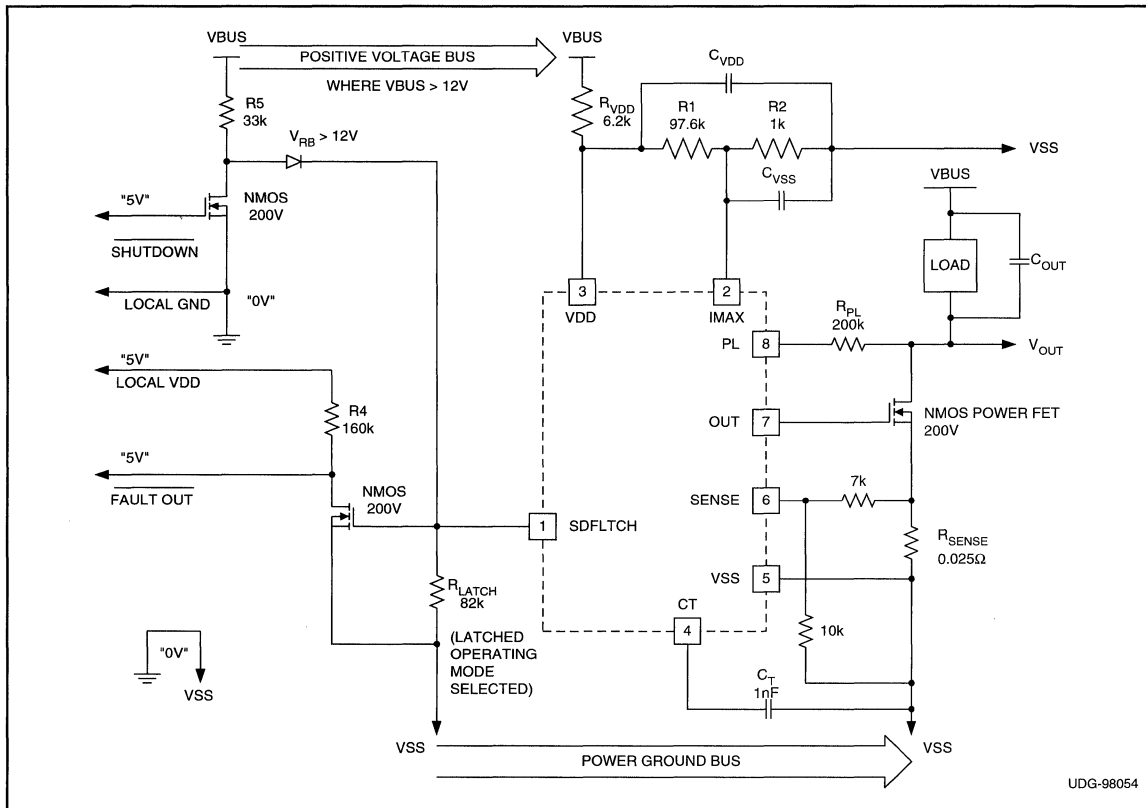 VBUS
POSITIVE VOLTAGE BUS
WHERE VBUS > 12V
VBUS
R5
33k
V_RB > 12V
NMOS
200V
"5V"
SHUTDOWN
LOCAL GND
"0V"
"5V"
LOCAL VDD
R4
160k
"5V"
FAULT OUT
NMOS
200V
R_LATCH
82k
(LATCHED
OPERATING
MODE
SELECTED)
"0V"
VSS
VSS
POWER GROUND BUS
VSS
R_VDD
6.2k
C_VDD
R1
97.6k
R2
1k
C_VSS
VSS
VBUS
LOAD
C_OUT
3
VDD
2
IMAX
PL
8
R_PL
200k
V_OUT
OUT
7
NMOS POWER FET
200V
SENSE
6
7k
R_SENSE
0.025Ω
1
SDFLTCH
VSS
5
CT
4
10k
C_T
1nF
UDG-98054